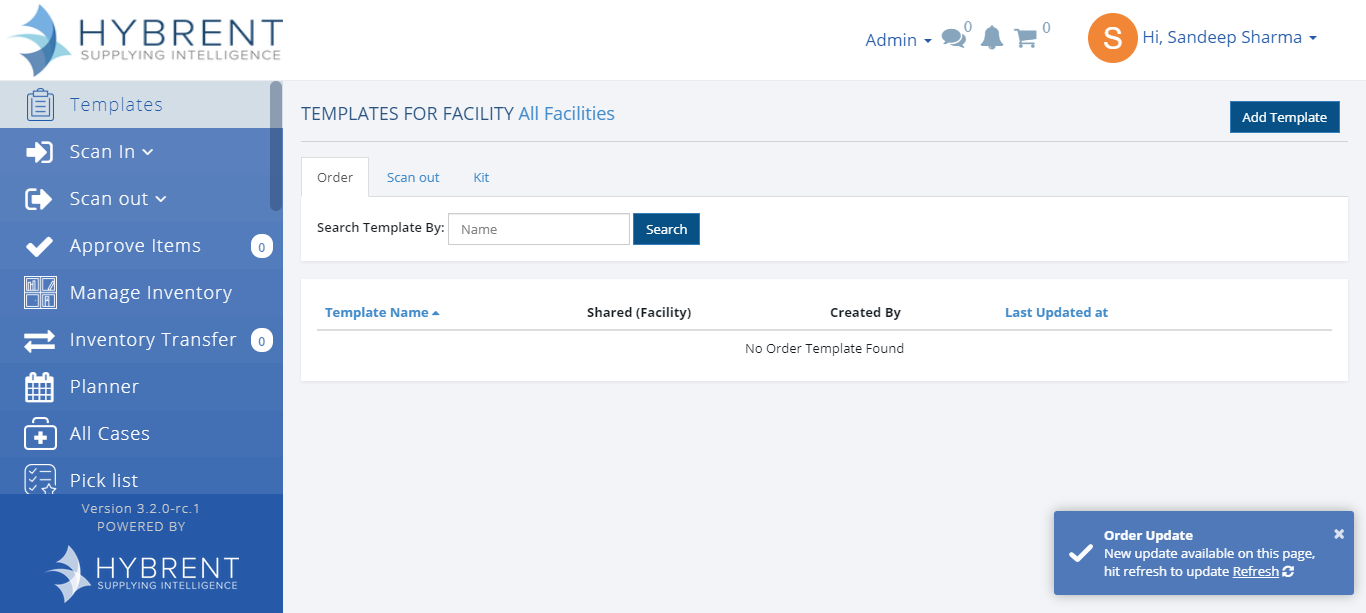 HYBRENT
SUPPLYING INTELLIGENCE
Admin
0
0
S
Hi, Sandeep Sharma
Templates
Scan In
Scan out
Approve Items
0
Manage Inventory
Inventory Transfer
0
Planner
All Cases
Pick list
Version 3.2.0-rc.1
POWERED BY
HYBRENT
SUPPLYING INTELLIGENCE
TEMPLATES FOR FACILITY All Facilities
Add Template
Order
Scan out
Kit
Search Template By:
Name
Search
Template Name
Shared (Facility)
Created By
Last Updated at
No Order Template Found
Order Update
New update available on this page,
hit refresh to update Refresh